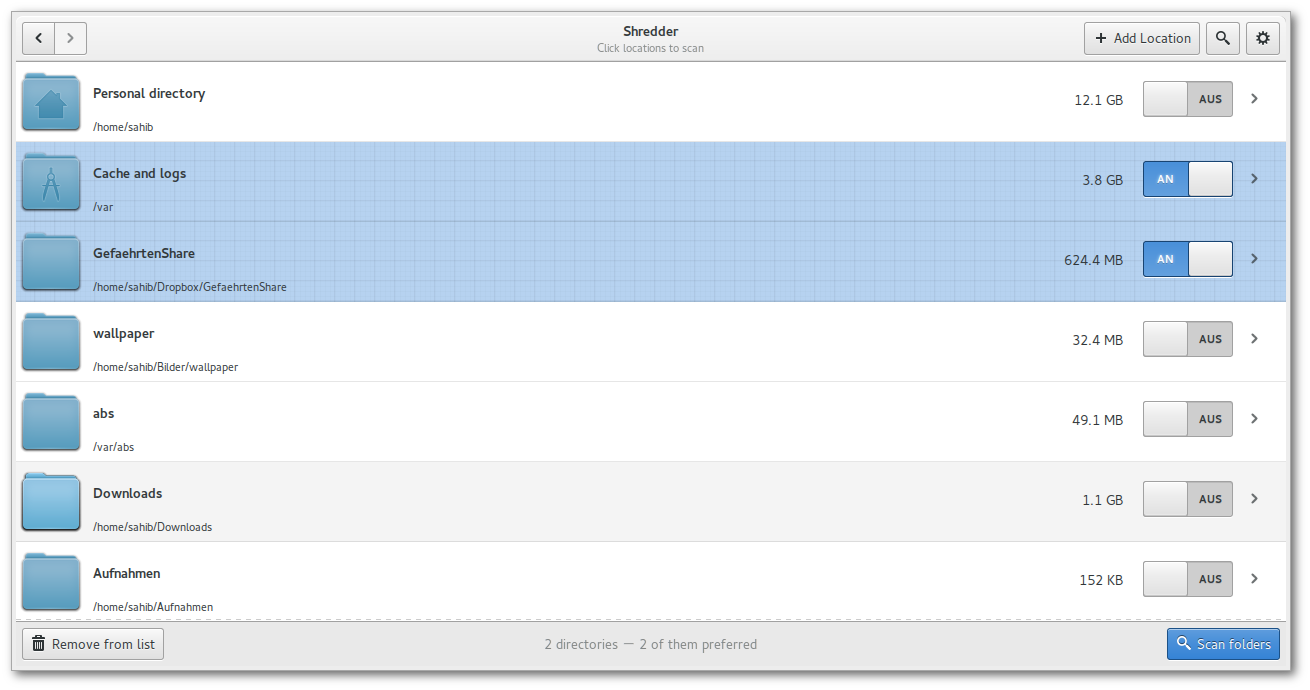 Shredder
Click locations to scan
+ Add Location
Personal directory
/home/sahib
12.1 GB
AUS
Cache and logs
/var
3.8 GB
AN
GefaehrtenShare
/home/sahib/Dropbox/GefaehrtenShare
624.4 MB
AN
wallpaper
/home/sahib/Bilder/wallpaper
32.4 MB
AUS
abs
/var/abs
49.1 MB
AUS
Downloads
/home/sahib/Downloads
1.1 GB
AUS
Aufnahmen
/home/sahib/Aufnahmen
152 KB
AUS
Remove from list
2 directories — 2 of them preferred
Scan folders